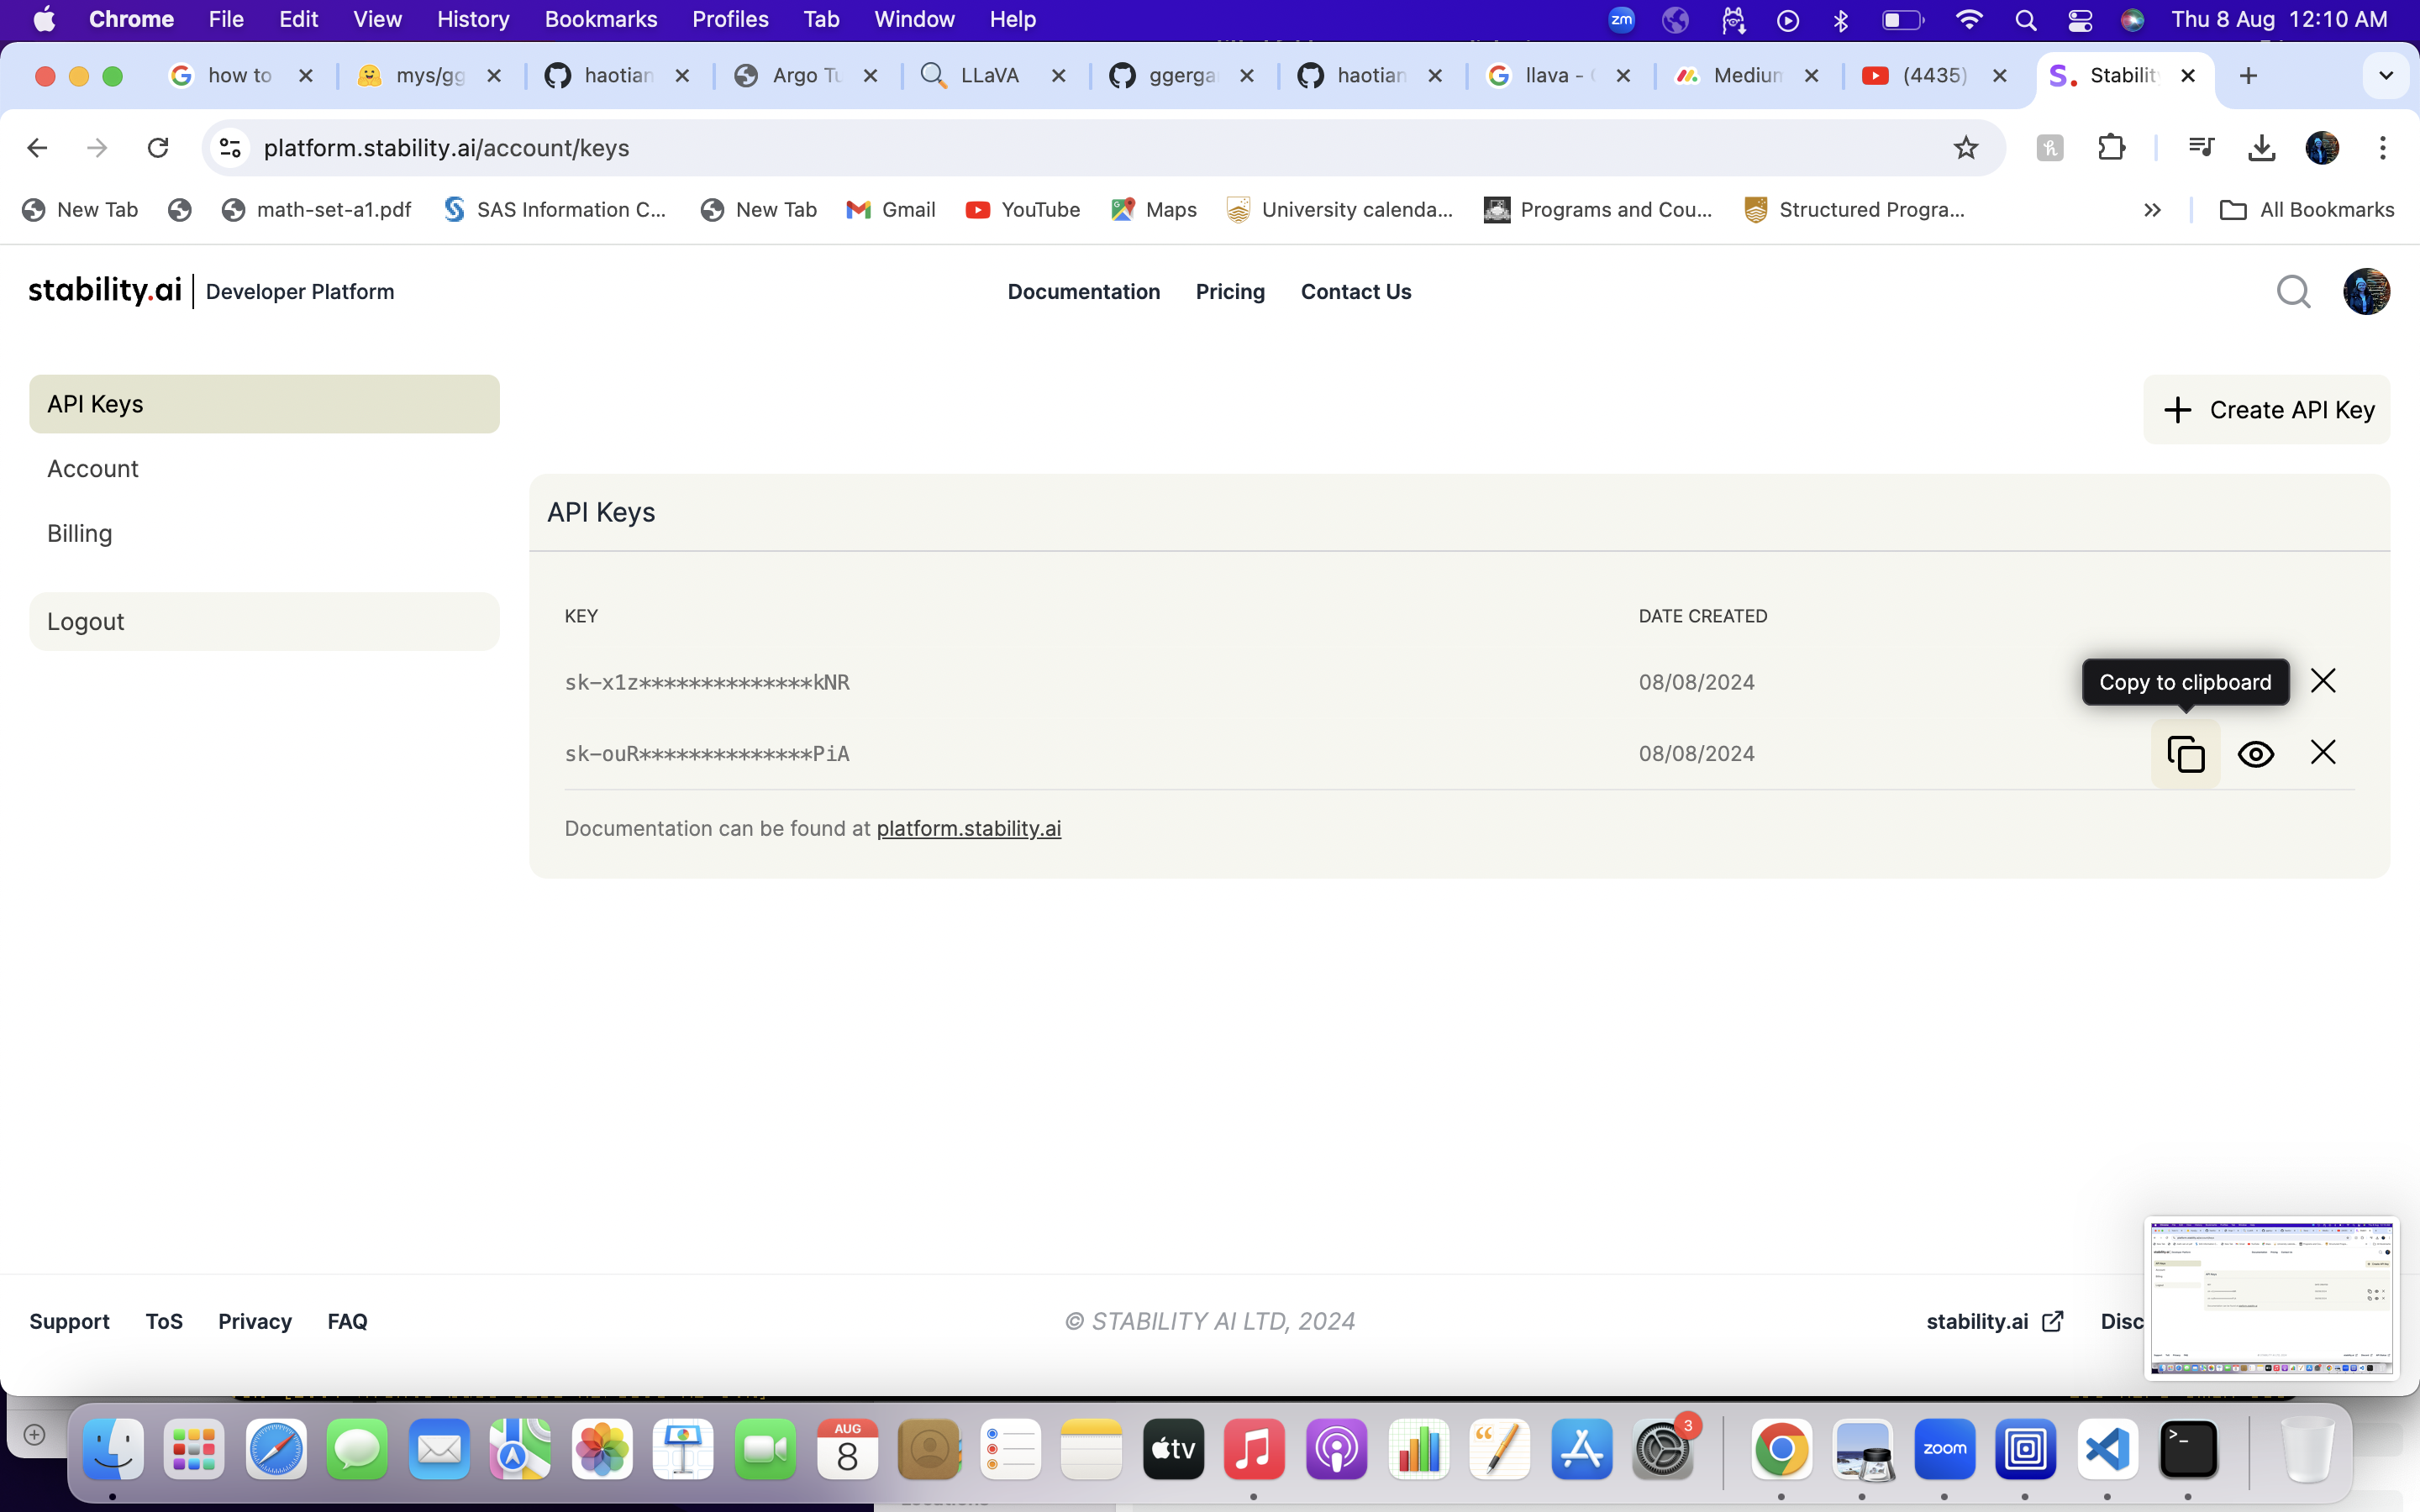 Chrome File Edit View History Bookmarks Profiles Tab Window Help zm Thu 8 Aug 12:10 AM
how to mys/gg haotian Argo Tu LLaVA ggerga haotian llava - Medium (4435) Stability
platform.stability.ai/account/keys
New Tab math-set-a1.pdf SAS Information C... New Tab Gmail YouTube Maps University calenda... Programs and Cou... Structured Progra... All Bookmarks
stability.ai Developer Platform Documentation Pricing Contact Us
API Keys
Create API Key
Account
API Keys
Billing
KEY DATE CREATED
Logout
sk-x1z**************kNR 08/08/2024 Copy to clipboard
sk-ouR**************PiA 08/08/2024
Documentation can be found at platform.stability.ai
Support ToS Privacy FAQ © STABILITY AI LTD, 2024 stability.ai Disc
AUG
8
tv
3
zoom
>_